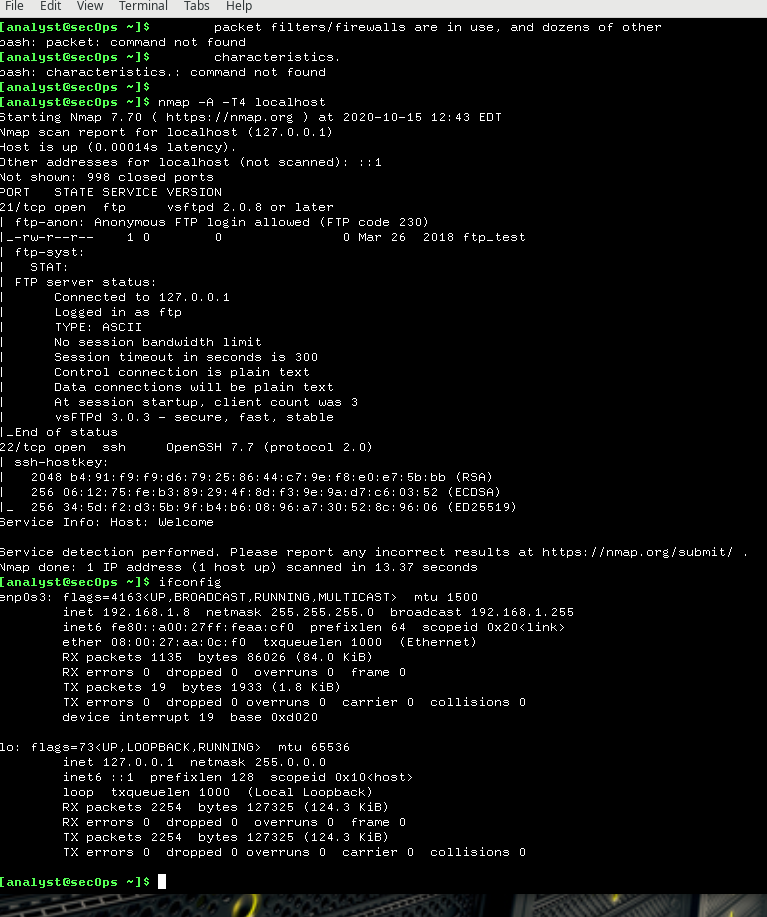 File Edit View Terminal Tabs Help
[analyst@secOps ~]$ packet filters/firewalls are in use, and dozens of other
bash: packet: command not found
[analyst@secOps ~]$ characteristics.
bash: characteristics.: command not found
[analyst@secOps ~]$
[analyst@secOps ~]$ nmap -A -T4 localhost
Starting Nmap 7.70 ( https://nmap.org ) at 2020-10-15 12:43 EDT
Nmap scan report for localhost (127.0.0.1)
Host is up (0.00014s latency).
Other addresses for localhost (not scanned): ::1
Not shown: 998 closed ports
PORT   STATE SERVICE VERSION
21/tcp open  ftp     vsftpd 2.0.8 or later
| ftp-anon: Anonymous FTP login allowed (FTP code 230)
|_-rw-r--r--    1 0        0               0 Mar 26  2018 ftp_test
| ftp-syst:
|   STAT:
| FTP server status:
|      Connected to 127.0.0.1
|      Logged in as ftp
|      TYPE: ASCII
|      No session bandwidth limit
|      Session timeout in seconds is 300
|      Control connection is plain text
|      Data connections will be plain text
|      At session startup, client count was 3
|      vsFTPd 3.0.3 - secure, fast, stable
|_End of status
22/tcp open  ssh     OpenSSH 7.7 (protocol 2.0)
| ssh-hostkey:
|   2048 b4:91:f9:f9:d6:79:25:86:44:c7:9e:f8:e0:e7:5b:bb (RSA)
|   256 06:12:75:fe:b3:89:29:4f:8d:f3:9e:9a:d7:c6:03:52 (ECDSA)
|_  256 34:5d:f2:d3:5b:9f:b4:b6:08:96:a7:30:52:8c:96:06 (ED25519)
Service Info: Host: Welcome
Service detection performed. Please report any incorrect results at https://nmap.org/submit/ .
Nmap done: 1 IP address (1 host up) scanned in 13.37 seconds
[analyst@secOps ~]$ ifconfig
enp0s3: flags=4163<UP,BROADCAST,RUNNING,MULTICAST>  mtu 1500
        inet 192.168.1.8  netmask 255.255.255.0  broadcast 192.168.1.255
        inet6 fe80::a00:27ff:feaa:cf0  prefixlen 64  scopeid 0x20<link>
        ether 08:00:27:aa:0c:f0  txqueuelen 1000  (Ethernet)
        RX packets 1135  bytes 86026 (84.0 KiB)
        RX errors 0  dropped 0  overruns 0  frame 0
        TX packets 19  bytes 1933 (1.8 KiB)
        TX errors 0  dropped 0 overruns 0  carrier 0  collisions 0
        device interrupt 19  base 0xd020
lo: flags=73<UP,LOOPBACK,RUNNING>  mtu 65536
        inet 127.0.0.1  netmask 255.0.0.0
        inet6 ::1  prefixlen 128  scopeid 0x10<host>
        loop  txqueuelen 1000  (Local Loopback)
        RX packets 2254  bytes 127325 (124.3 KiB)
        RX errors 0  dropped 0  overruns 0  frame 0
        TX packets 2254  bytes 127325 (124.3 KiB)
        TX errors 0  dropped 0 overruns 0  carrier 0  collisions 0
[analyst@secOps ~]$